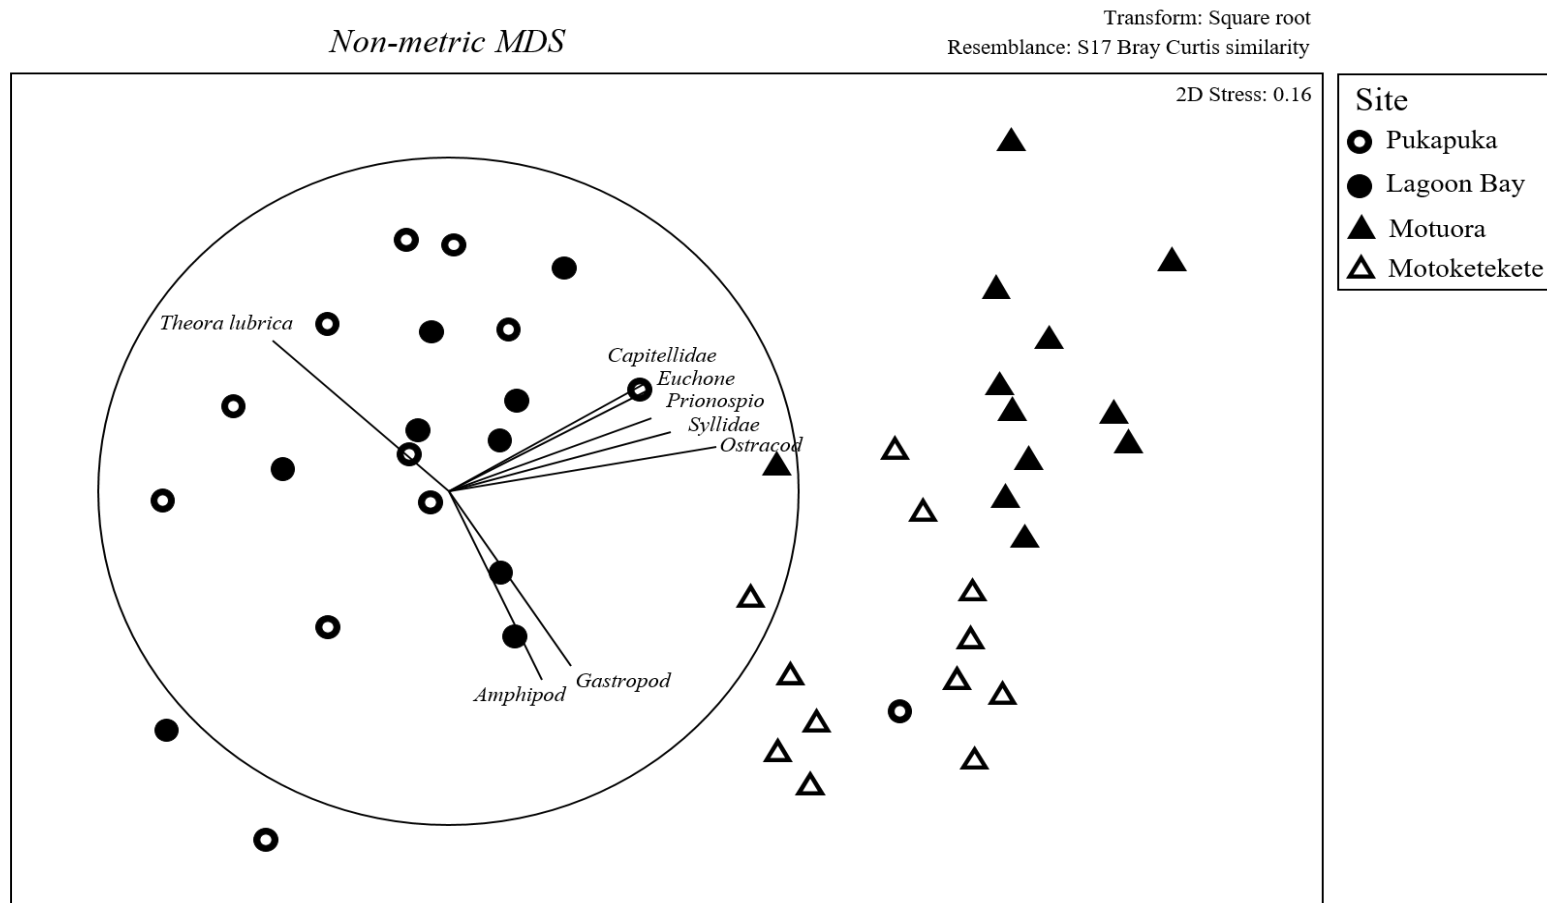 Non-metric MDS
Transform: Square root
Resemblance: S17 Bray Curtis similarity
2D Stress: 0.16
Site
Pukapuka
Lagoon Bay
Motuora
Motoketekete
Theora lubrica
Capitellidae
Euchone
Prionospio
Syllidae
Ostracod
Gastropod
Amphipod